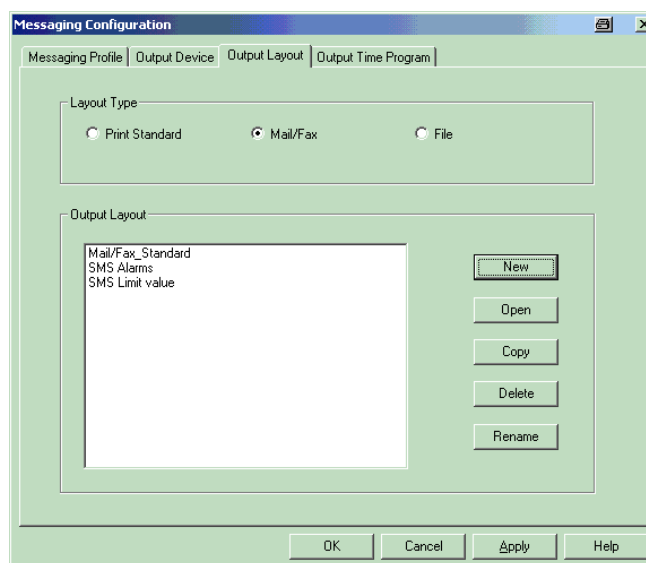 Messaging Configuration
Messaging Profile
Output Device
Output Layout
Output Time Program
Layout Type
Print Standard
Mail/Fax
File
Output Layout
Mail/Fax_Standard
SMS Alarms
SMS Limit value
New
Open
Copy
Delete
Rename
OK
Cancel
Apply
Help